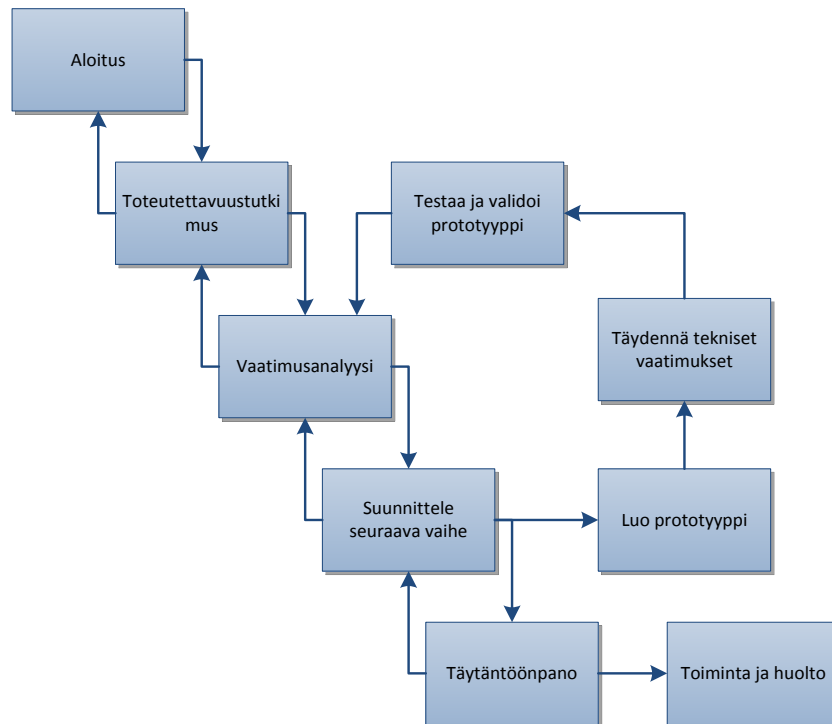 Aloitus
Toteutettavuustutki
mus
Testaa ja validoi
prototyyppi
Vaatimusanalyysi
Täydennä tekniset
vaatimukset
Suunnittele
seuraava vaihe
Luo prototyyppi
Täytäntöönpano
Toiminta ja huolto